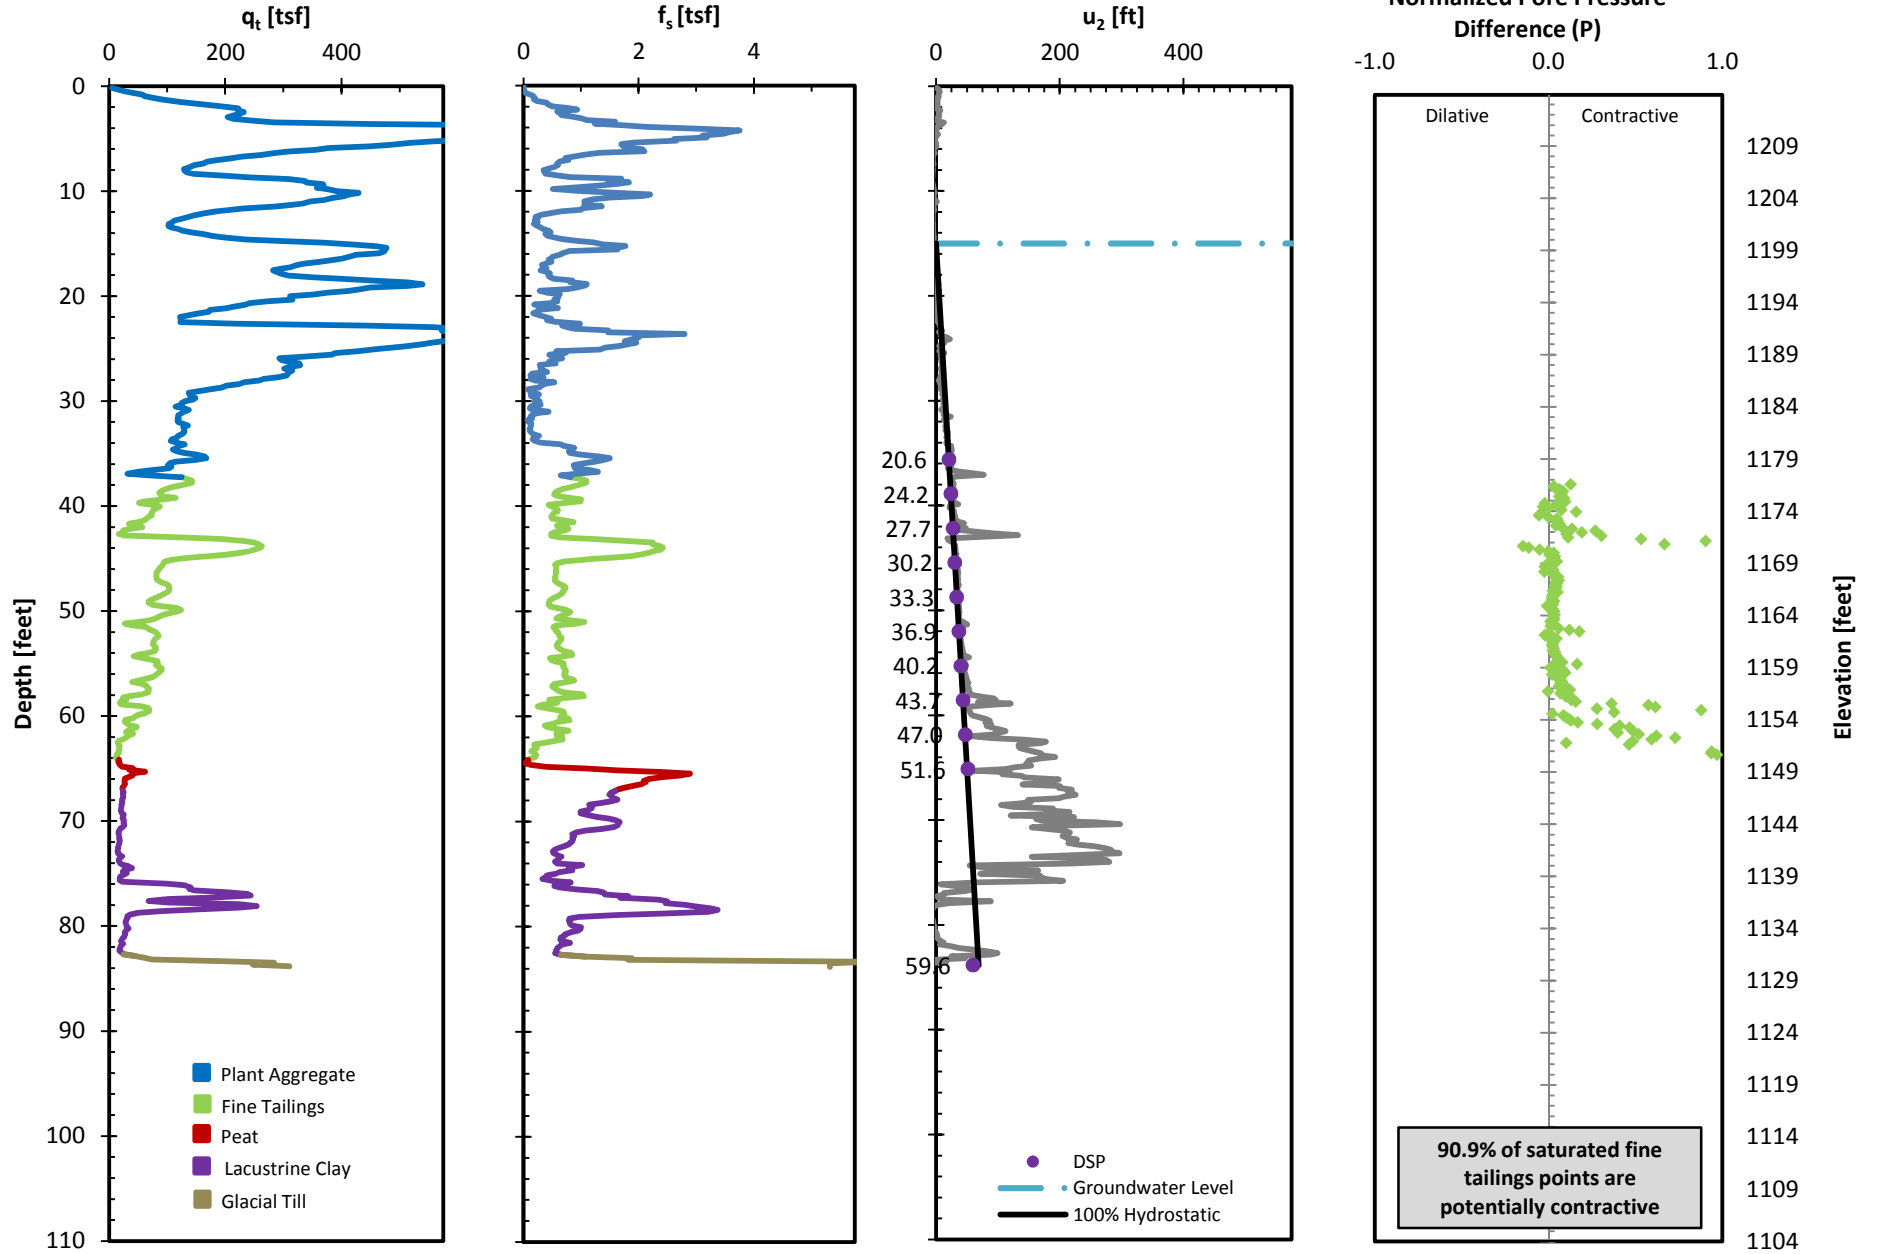 qt [tsf]
0 200 400
fs [tsf]
0 2 4
u2 [ft]
0 200 400
Normalized Pore Pressure
Difference (P)
-1.0 0.0 1.0
Dilative Contractive
Depth [feet]
0
10
20
30
40
50
60
70
80
90
100
110
Plant Aggregate
Fine Tailings
Peat
Lacustrine Clay
Glacial Till
20.6
24.2
27.7
30.2
33.3
36.9
40.2
43.7
47.0
51.6
59.6
DSP
Groundwater Level
100% Hydrostatic
90.9% of saturated fine
tailings points are
potentially contractive
1209
1204
1199
1194
1189
1184
1179
1174
1169
1164
1159
1154
1149
1144
1139
1134
1129
1124
1119
1114
1109
1104
Elevation [feet]